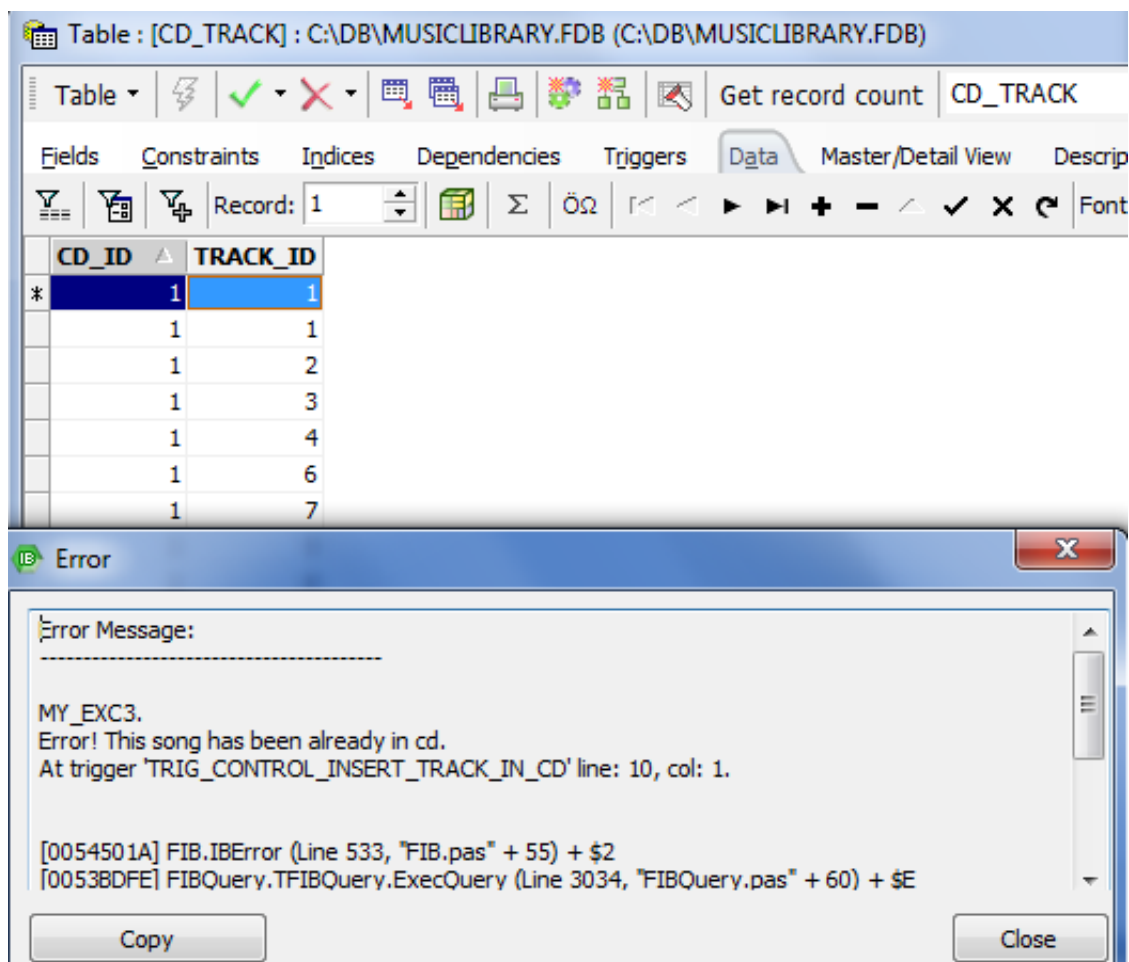 Table : [CD_TRACK] : C:\DB\MUSICLIBRARY.FDB (C:\DB\MUSICLIBRARY.FDB)
Table Get record count CD_TRACK
Fields Constraints Indices Dependencies Triggers Data Master/Detail View Descrip
Record: 1 Σ ÖΩ Font
CD_ID TRACK_ID
* 1 1
1 1
1 2
1 3
1 4
1 6
1 7
IB Error
Error Message:
----------------------------------------
MY_EXC3.
Error! This song has been already in cd.
At trigger 'TRIG_CONTROL_INSERT_TRACK_IN_CD' line: 10, col: 1.
[0054501A] FIB.IBError (Line 533, "FIB.pas" + 55) + $2
[0053BDFE] FIBQuery.TFIBQuery.ExecQuery (Line 3034, "FIBQuery.pas" + 60) + $E
Copy Close